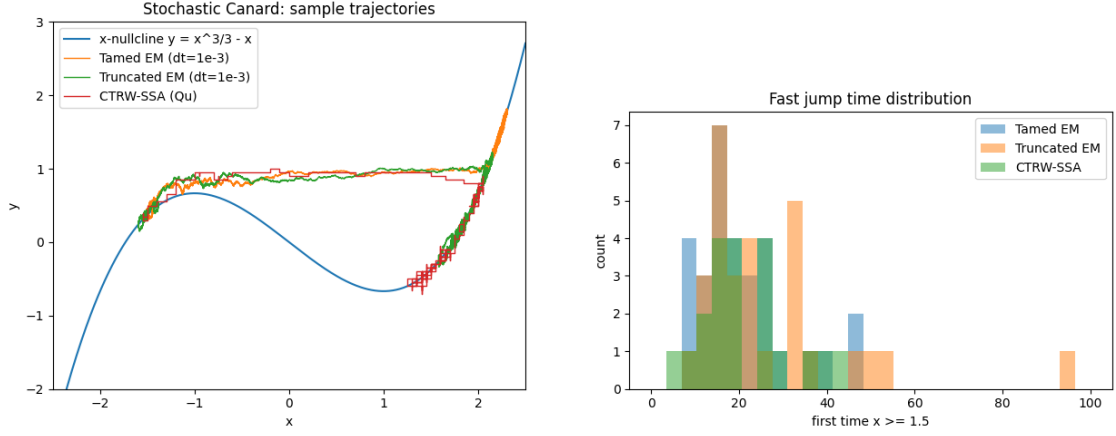 Stochastic Canard: sample trajectories
3
2
1
0
−1
−2
y
x-nullcline y = x^3/3 - x
Tamed EM (dt=1e-3)
Truncated EM (dt=1e-3)
CTRW-SSA (Qu)
−2
−1
0
1
2
x
Fast jump time distribution
7
6
5
4
3
2
1
0
count
Tamed EM
Truncated EM
CTRW-SSA
0
20
40
60
80
100
first time x >= 1.5